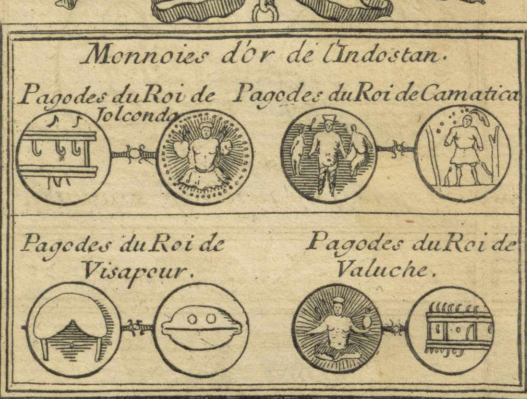 Monnoies d'or de l'Indostan.
Pagodes du Roi de Jolconda
Pagodes du Roi de Camatica
Pagodes du Roi de
Visapour.
Pagodes du Roi de
Valuche.